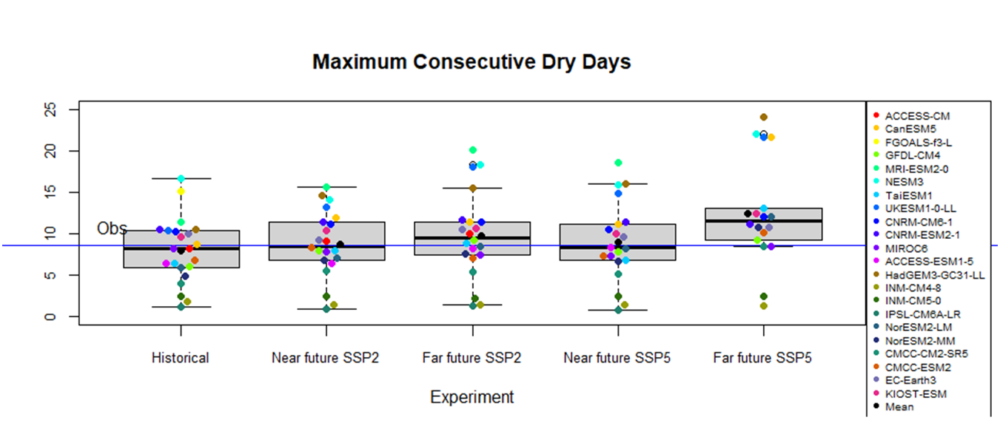 Maximum Consecutive Dry Days
25
20
15
10
5
0
Obs
Historical
Near future SSP2
Far future SSP2
Near future SSP5
Far future SSP5
Experiment
ACCESS-CM
CanESM5
FGOALS-f3-L
GFDL-CM4
MRI-ESM2-0
NESM3
TaiESM1
UKESM1-0-LL
CNRM-CM6-1
CNRM-ESM2-1
MIROC6
ACCESS-ESM1-5
HadGEM3-GC31-LL
INM-CM4-8
INM-CM5-0
IPSL-CM6A-LR
NorESM2-LM
NorESM2-MM
CMCC-CM2-SR5
CMCC-ESM2
EC-Earth3
KIOST-ESM
Mean